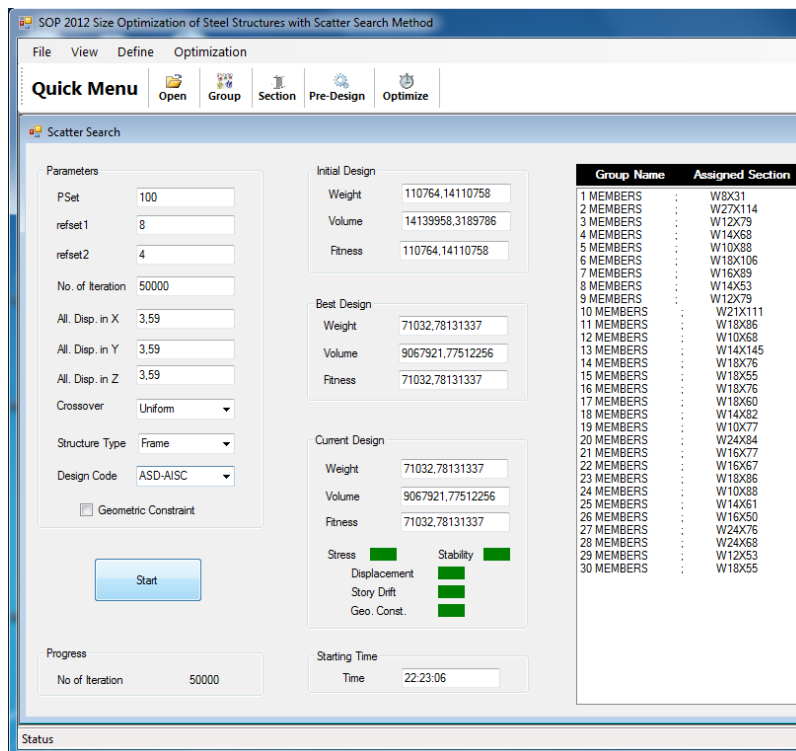 SOP 2012 Size Optimization of Steel Structures with Scatter Search Method
File View Define Optimization
Quick Menu Open Group Section Pre-Design Optimize
Scatter Search
Parameters
PSet 100
refset1 8
refset2 4
No. of Iteration 50000
All. Disp. in X 3,59
All. Disp. in Y 3,59
All. Disp. in Z 3,59
Crossover Uniform
Structure Type Frame
Design Code ASD-AISC
Geometric Constraint
Start
Progress
No of Iteration 50000
Initial Design
Weight 110764,14110758
Volume 14139958,3189786
Fitness 110764,14110758
Best Design
Weight 71032,78131337
Volume 9067921,77512256
Fitness 71032,78131337
Current Design
Weight 71032,78131337
Volume 9067921,77512256
Fitness 71032,78131337
Stress Stability
Displacement
Story Drift
Geo. Const.
Starting Time
Time 22:23:06
Group Name Assigned Section
1 MEMBERS : W8X31
2 MEMBERS : W27X114
3 MEMBERS : W12X79
4 MEMBERS : W14X68
5 MEMBERS : W10X88
6 MEMBERS : W18X106
7 MEMBERS : W16X89
8 MEMBERS : W14X53
9 MEMBERS : W12X79
10 MEMBERS : W21X111
11 MEMBERS : W18X86
12 MEMBERS : W10X68
13 MEMBERS : W14X145
14 MEMBERS : W18X76
15 MEMBERS : W18X55
16 MEMBERS : W18X76
17 MEMBERS : W18X60
18 MEMBERS : W14X82
19 MEMBERS : W10X77
20 MEMBERS : W24X84
21 MEMBERS : W16X77
22 MEMBERS : W16X67
23 MEMBERS : W18X86
24 MEMBERS : W10X88
25 MEMBERS : W14X61
26 MEMBERS : W16X50
27 MEMBERS : W24X76
28 MEMBERS : W24X68
29 MEMBERS : W12X53
30 MEMBERS : W18X55
Status